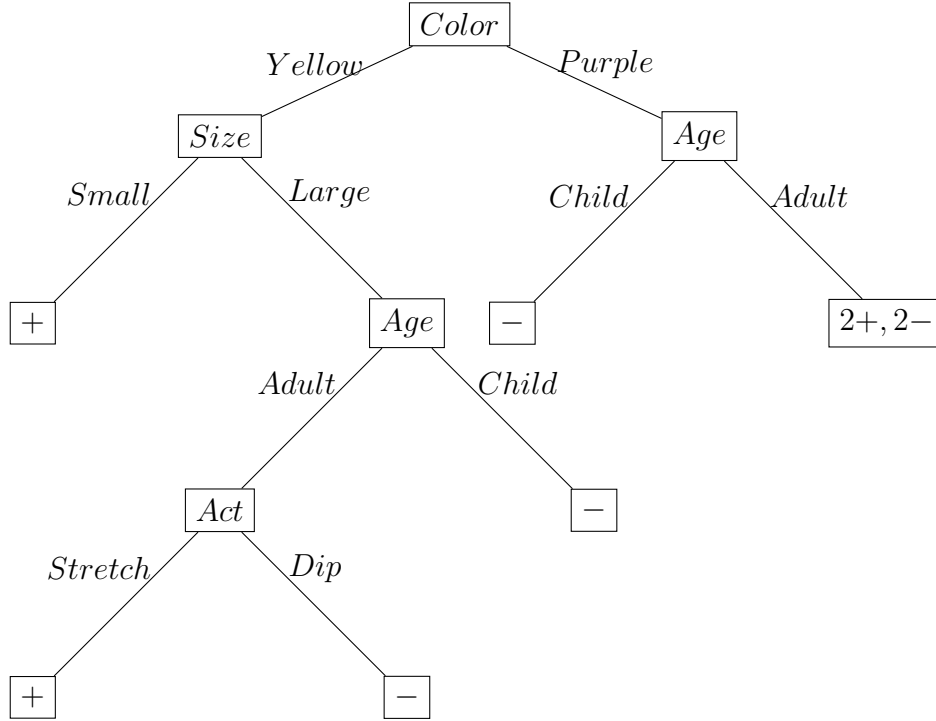 Color
Yellow
Purple
Size
Age
Small
Large
Child
Adult
+
Age
−
2+, 2−
Adult
Child
Act
−
Stretch
Dip
+
−